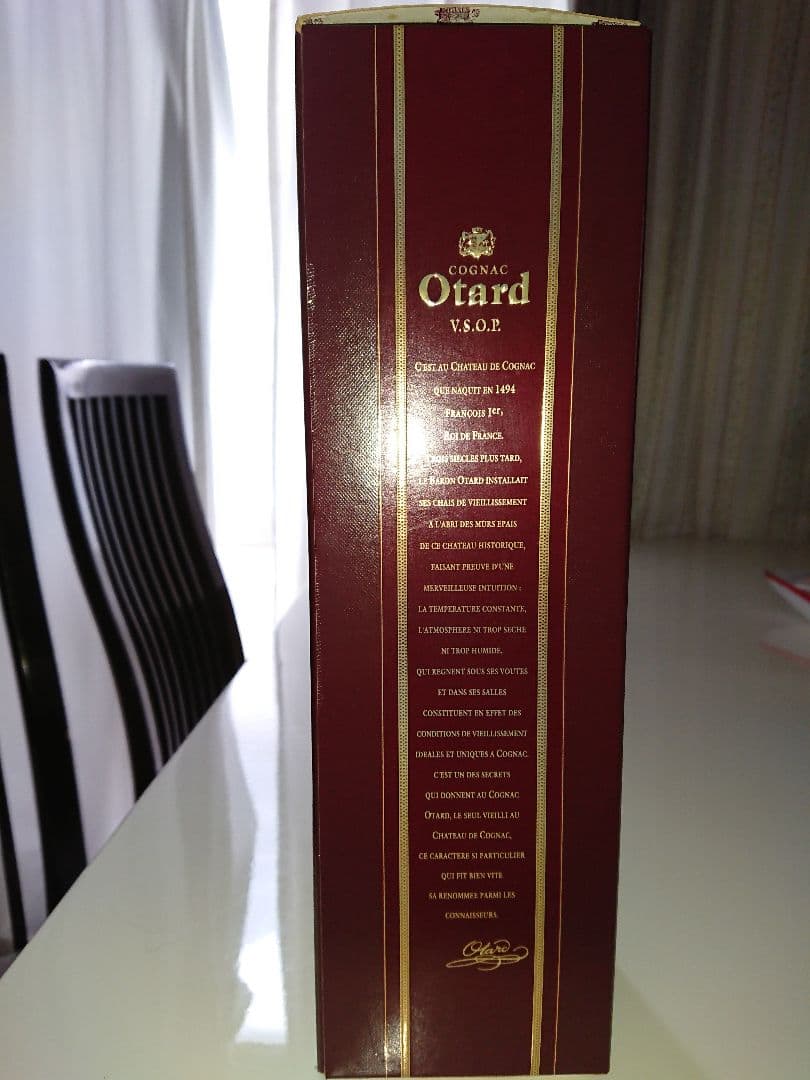 COGNAC
Otard
V.S.O.P.
C'EST AU CHATEAU DE COGNAC
QUE NAQUIT EN 1494
FRANÇOIS Ier,
ROI DE FRANCE.
TROIS SIECLES PLUS TARD,
LE BARON OTARD INSTALLAIT
SES CHAIS DE VIEILLISSEMENT
A L'ABRI DES MURS EPAIS
DE CE CHATEAU HISTORIQUE,
FAISANT PREUVE D'UNE
MERVEILLEUSE INTUITION :
LA TEMPERATURE CONSTANTE,
L'ATMOSPHERE NI TROP SECHE
NI TROP HUMIDE,
QUI REGNENT SOUS SES VOUTES
ET DANS SES SALLES
CONSTITUENT EN EFFET DES
CONDITIONS DE VIEILLISSEMENT
IDEALES ET UNIQUES A COGNAC.
C'EST UN DES SECRETS
QUI DONNENT AU COGNAC
OTARD, LE SEUL VIEILLI AU
CHATEAU DE COGNAC,
CE CARACTERE SI PARTICULIER
QUI FIT BIEN VITE
SA RENOMMEE PARMI LES
CONNAISSEURS.
Otard